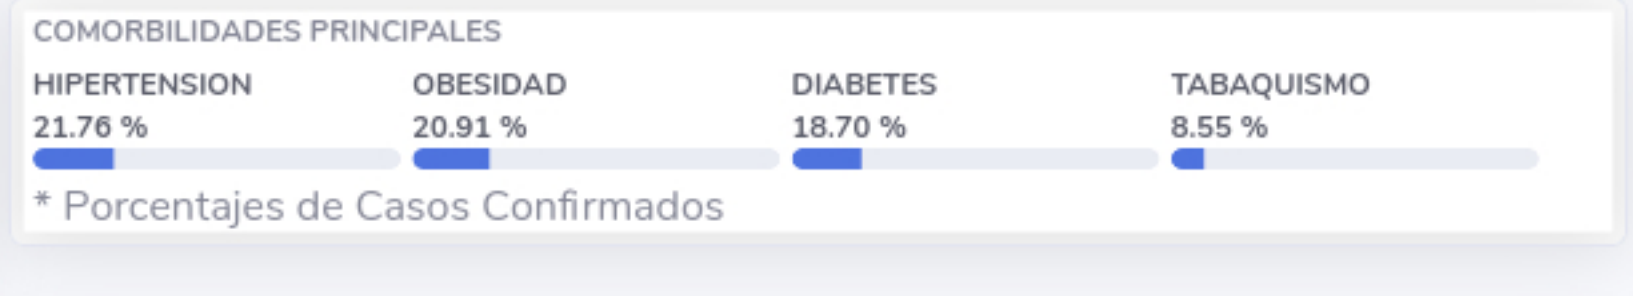 COMORBILIDADES PRINCIPALES
HIPERTENSION OBESIDAD DIABETES TABAQUISMO
21.76 % 20.91 % 18.70 % 8.55 %
* Porcentajes de Casos Confirmados